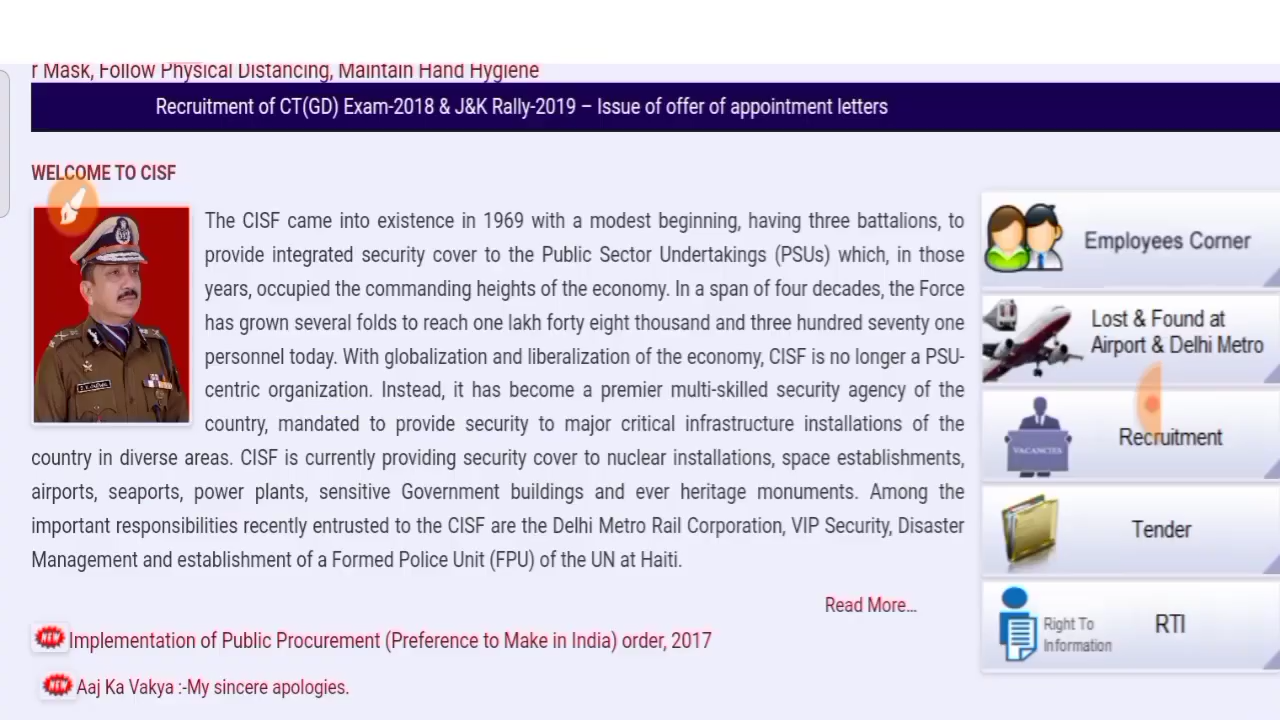 r Mask, Follow Physical Distancing, Maintain Hand Hygiene
Recruitment of CT(GD) Exam-2018 & J&K Rally-2019 – Issue of offer of appointment letters
WELCOME TO CISF
The CISF came into existence in 1969 with a modest beginning, having three battalions, to
provide integrated security cover to the Public Sector Undertakings (PSUs) which, in those
years, occupied the commanding heights of the economy. In a span of four decades, the Force
has grown several folds to reach one lakh forty eight thousand and three hundred seventy one
personnel today. With globalization and liberalization of the economy, CISF is no longer a PSU-
centric organization. Instead, it has become a premier multi-skilled security agency of the
country, mandated to provide security to major critical infrastructure installations of the
country in diverse areas. CISF is currently providing security cover to nuclear installations, space establishments,
airports, seaports, power plants, sensitive Government buildings and ever heritage monuments. Among the
important responsibilities recently entrusted to the CISF are the Delhi Metro Rail Corporation, VIP Security, Disaster
Management and establishment of a Formed Police Unit (FPU) of the UN at Haiti.
Read More...
NEW Implementation of Public Procurement (Preference to Make in India) order, 2017
NEW Aaj Ka Vakya :-My sincere apologies.
Employees Corner
Lost & Found at
Airport & Delhi Metro
VACANCIES
Recruitment
Tender
Right To
Information
RTI